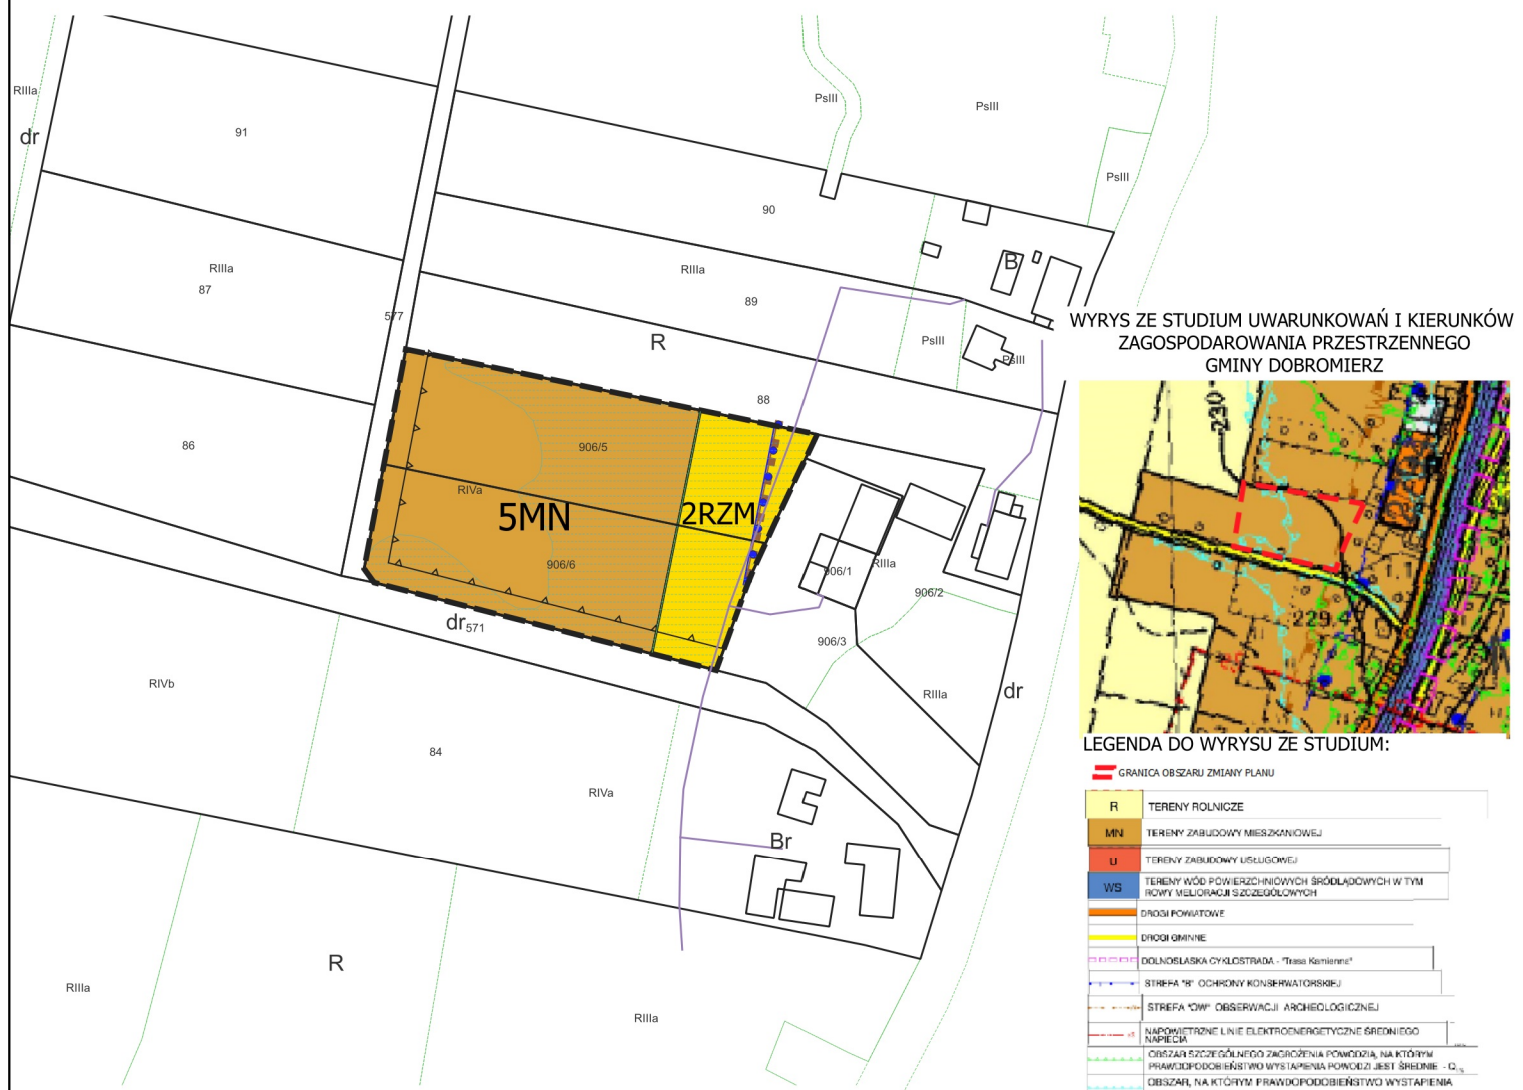 RIIIa
dr
91
PsIII
PsIII
PsIII
90
B
RIIIa
87
RIIIa
89
577
R
PsIII
PsIII
88
86
906/5
RIVa
5MN
2RZM
906/6
906/1
RIIIa
906/2
dr571
906/3
RIVb
RIIIa
dr
84
RIVa
Br
R
RIIIa
RIIIa
WYRYS ZE STUDIUM UWARUNKOWAŃ I KIERUNKÓW
ZAGOSPODAROWANIA PRZESTRZENNEGO
GMINY DOBROMIERZ
230
229.4
LEGENDA DO WYRYSU ZE STUDIUM:
GRANICA OBSZARU ZMIANY PLANU
R TERENY ROLNICZE
MN TERENY ZABUDOWY MIESZKANIOWEJ
U TERENY ZABUDOWY USŁUGOWEJ
WS TERENY WÓD POWIERZCHNIOWYCH ŚRÓDLĄDOWYCH W TYM
ROWY MELIORACJI SZCZEGÓŁOWYCH
DROGI POWIATOWE
DROGI GMINNE
DOLNOŚLĄSKA CYKLOSTRADA - "Trasa Kamienna"
STREFA "B" OCHRONY KONSERWATORSKIEJ
STREFA "OW" OBSERWACJI ARCHEOLOGICZNEJ
NAPOWIETRZNE LINIE ELEKTROENERGETYCZNE ŚREDNIEGO
NAPIĘCIA
OBSZAR SZCZEGÓLNEGO ZAGROŻENIA POWODZIĄ, NA KTÓRYM
PRAWDOPODOBIEŃSTWO WYSTĄPIENIA POWODZI JEST ŚREDNIE - Q1%
OBSZAR, NA KTÓRYM PRAWDOPODOBIEŃSTWO WYSTĄPIENIA